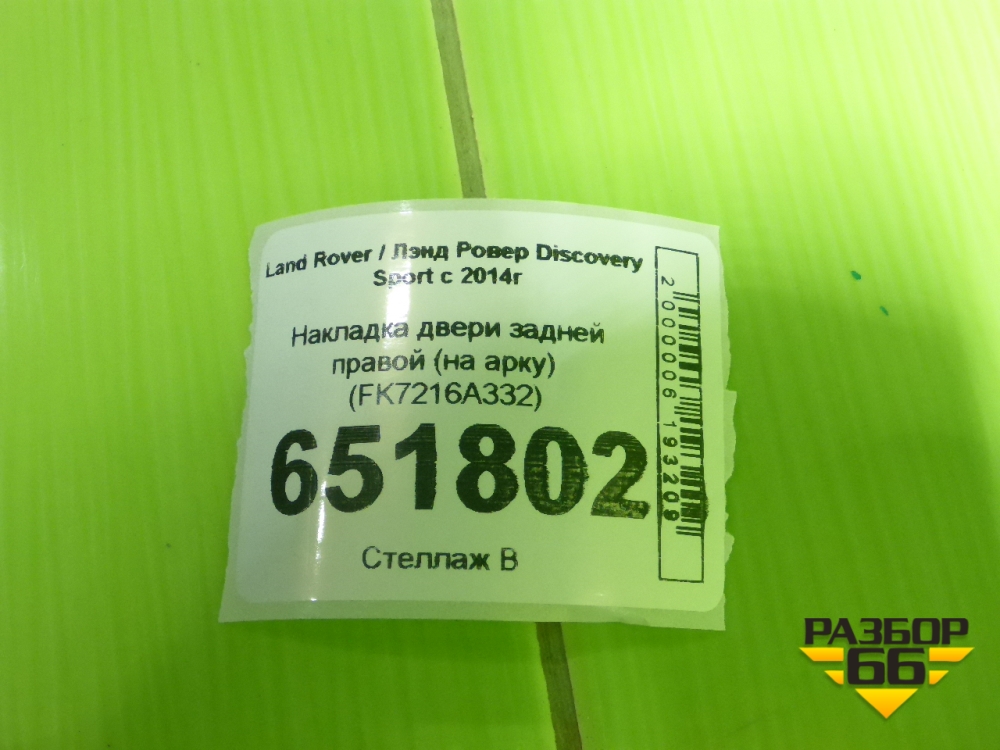 Land Rover / Лэнд Ровер Discovery
Sport с 2014г
Накладка двери задней
правой (на арку)
(FK7216A332)
651802
Стеллаж В
2000006193209
РАЗБОР
66